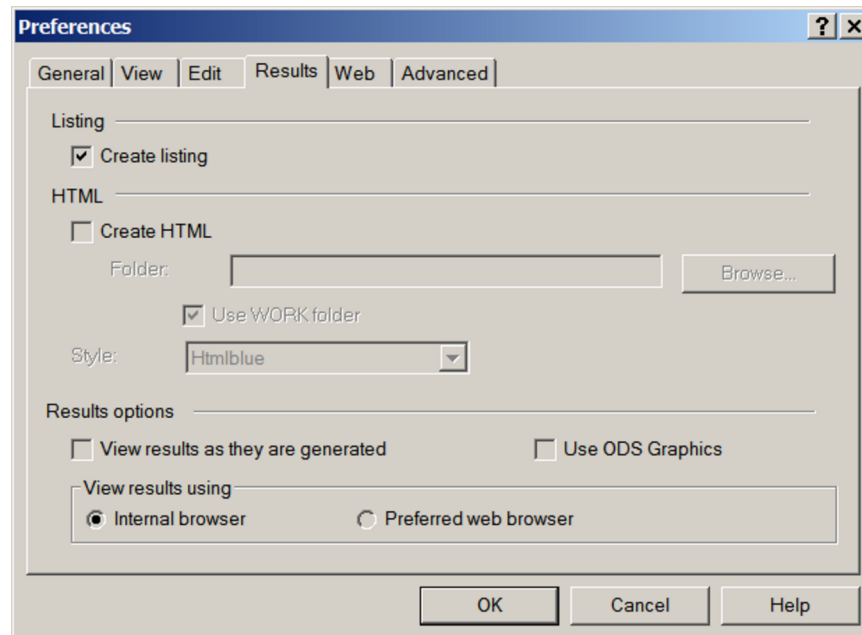 Preferences
General View Edit Results Web Advanced
Listing
Create listing
HTML
Create HTML
Folder: Browse...
Use WORK folder
Style: Htmlblue
Results options
View results as they are generated Use ODS Graphics
View results using
Internal browser Preferred web browser
OK Cancel Help